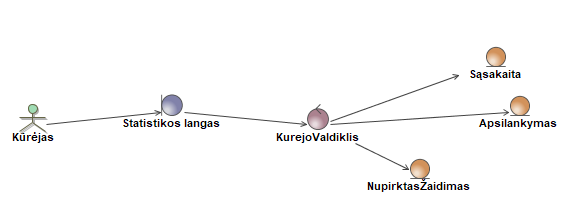 Sąsakaita
Statistikos langas
Apsilankymas
Kūrėjas
KurejoValdiklis
NupirktasŽaidimas